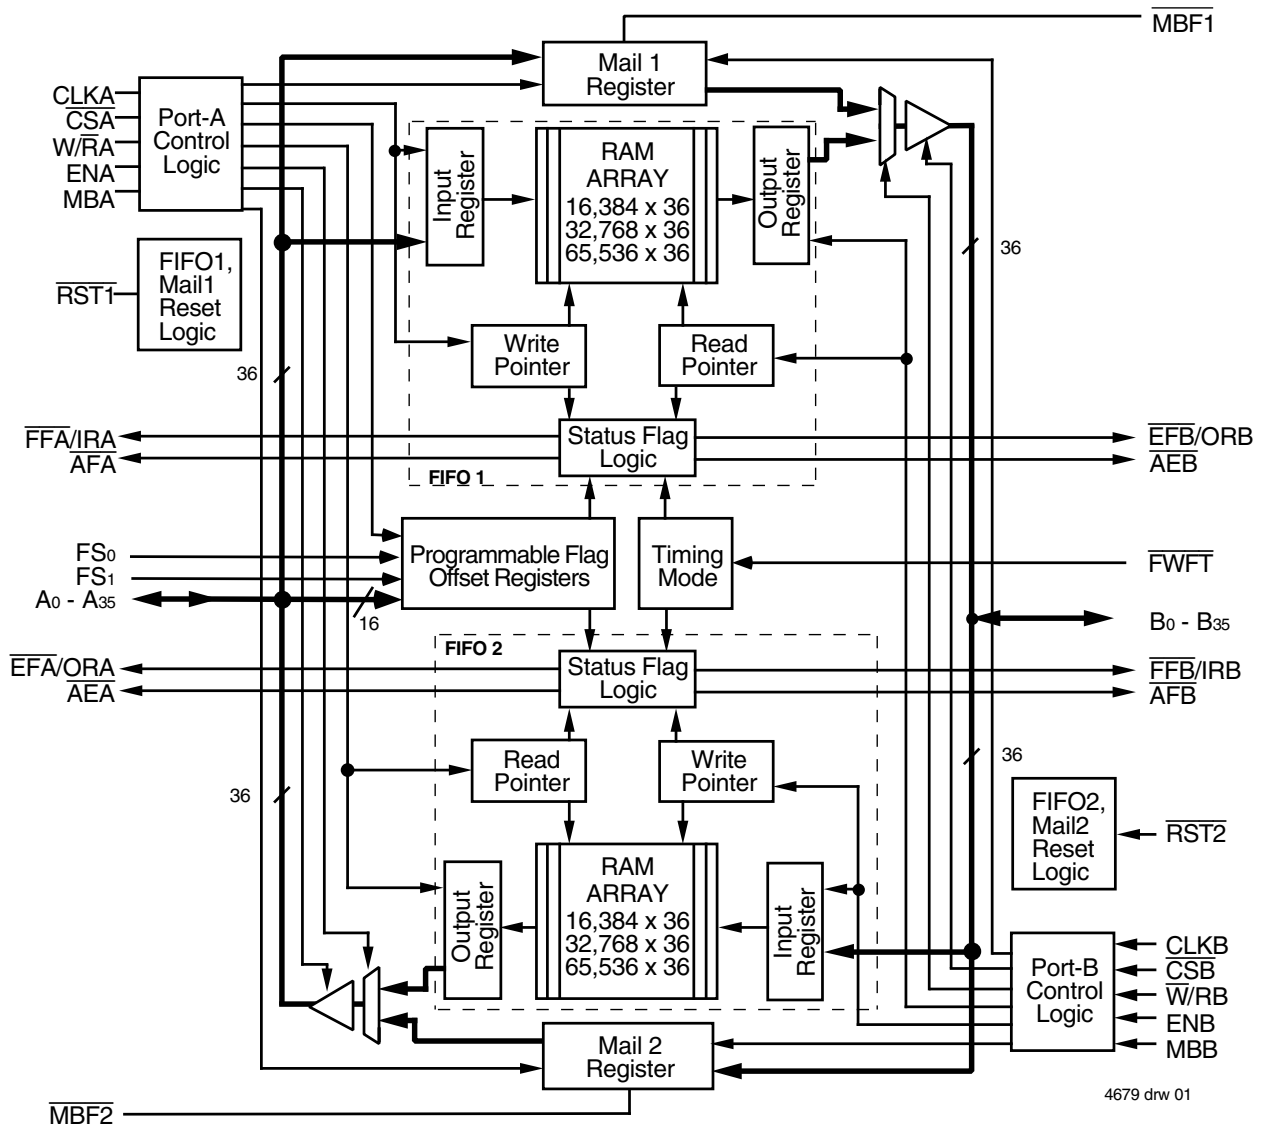 MBF1
Mail 1
Register
CLKA
CSA
W/RA
ENA
MBA
Port-A
Control
Logic
Input
Register
RAM
ARRAY
16,384 x 36
32,768 x 36
65,536 x 36
Output
Register
36
RST1
FIFO1,
Mail1
Reset
Logic
Write
Pointer
Read
Pointer
36
FFA/IRA
AFA
Status Flag
Logic
EFB/ORB
AEB
FIFO 1
FS0
FS1
A0 - A35
Programmable Flag
Offset Registers
16
Timing
Mode
FWFT
B0 - B35
FIFO 2
EFA/ORA
AEA
Status Flag
Logic
FFB/IRB
AFB
Read
Pointer
Write
Pointer
36
36
FIFO2,
Mail2
Reset
Logic
RST2
Output
Register
RAM
ARRAY
16,384 x 36
32,768 x 36
65,536 x 36
Input
Register
Port-B
Control
Logic
CLKB
CSB
W/RB
ENB
MBB
Mail 2
Register
MBF2
4679 drw 01